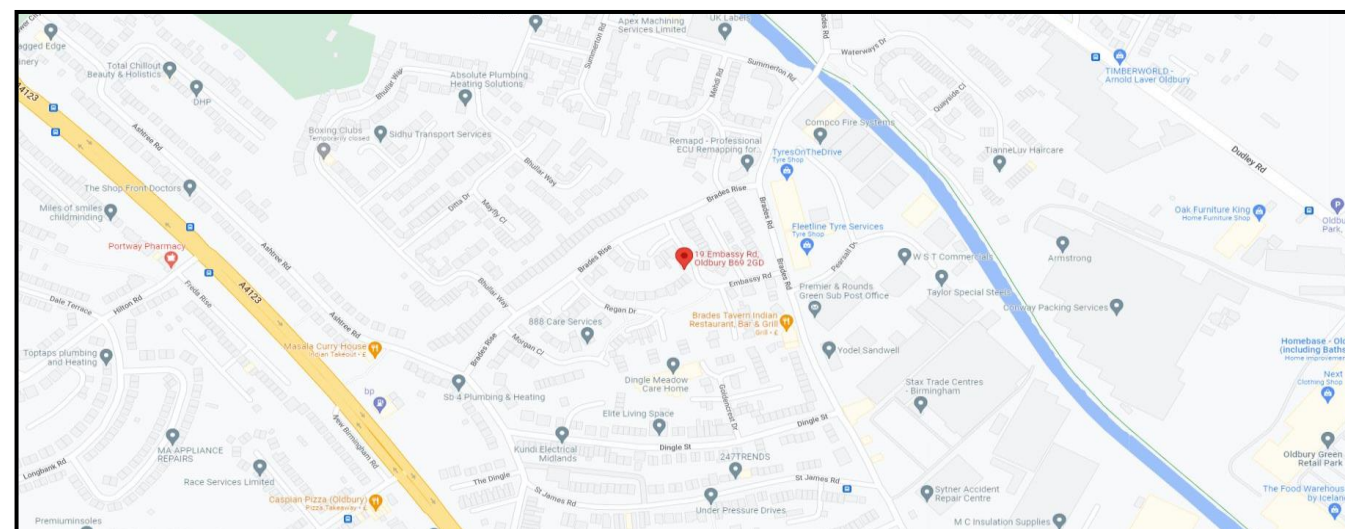 Apex Machining
Services Limited
UK Labels
Brades Rd
Waterways Dr
agged Edge
inery
Total Chillout
Beauty & Holistics
DHP
Bhullar Way
Absolute Plumbing
Heating Solutions
Summerton Rd
Mehdi Rd
Summerton Rd
Quayside Cl
TIMBERWORLD -
Arnold Laver Oldbury
A4123
Ashtree Rd
Boxing Clubs
Temporarily closed
Sidhu Transport Services
Compco Fire Systems
Remapd - Professional
ECU Remapping for
TyresOnTheDrive
Tyre Shop
TianneLuv Haircare
Dudley Rd
Bhullar Way
The Shop Front Doctors
Miles of smiles
childminding
Ditta Dr
Mayfly Cl
Brades Rise
Brades Rd
Fleetline Tyre Services
Tyre Shop
Oak Furniture King
Home Furniture Shop
Oldbu
Park,
Portway Pharmacy
Ashtree Rd
Brades Rise
19 Embassy Rd,
Oldbury B69 2GD
Pearsall Dr
W S T Commercials
Armstrong
Dale Terrace
Hilton Rd
Freda Rise
A4123
Bhullar Way
Embassy Rd
Brades Rd
Premier & Rounds
Green Sub Post Office
Taylor Special Steels
Conway Packing Services
Ashtree Rd
Regan Dr
888 Care Services
Brades Tavern Indian
Restaurant, Bar & Grill
Grill • £
Toptaps plumbing
and Heating
Masala Curry House
Indian Takeout • £
Brades Rise
Morgan Cl
Yodel Sandwell
Homebase - Old
(including Baths
Home improvemen
bp
Sb 4 Plumbing & Heating
Dingle Meadow
Care Home
Goldencrest Dr
Stax Trade Centres
- Birmingham
Next
Clothing Shop
New Birmingham Rd
Elite Living Space
Dingle St
Dingle St
MA APPLIANCE
REPAIRS
Kundi Electrical
Midlands
247TRENDS
Oldbury Green
Retail Park
Longbank Rd
Race Services Limited
The Dingle
St James Rd
St James Rd
Sytner Accident
Repair Centre
The Food Warehous
by Icelan
Caspian Pizza (Oldbury)
Pizza Takeaway • £
Under Pressure Drives
Premiuminsoles
M C Insulation Supplies